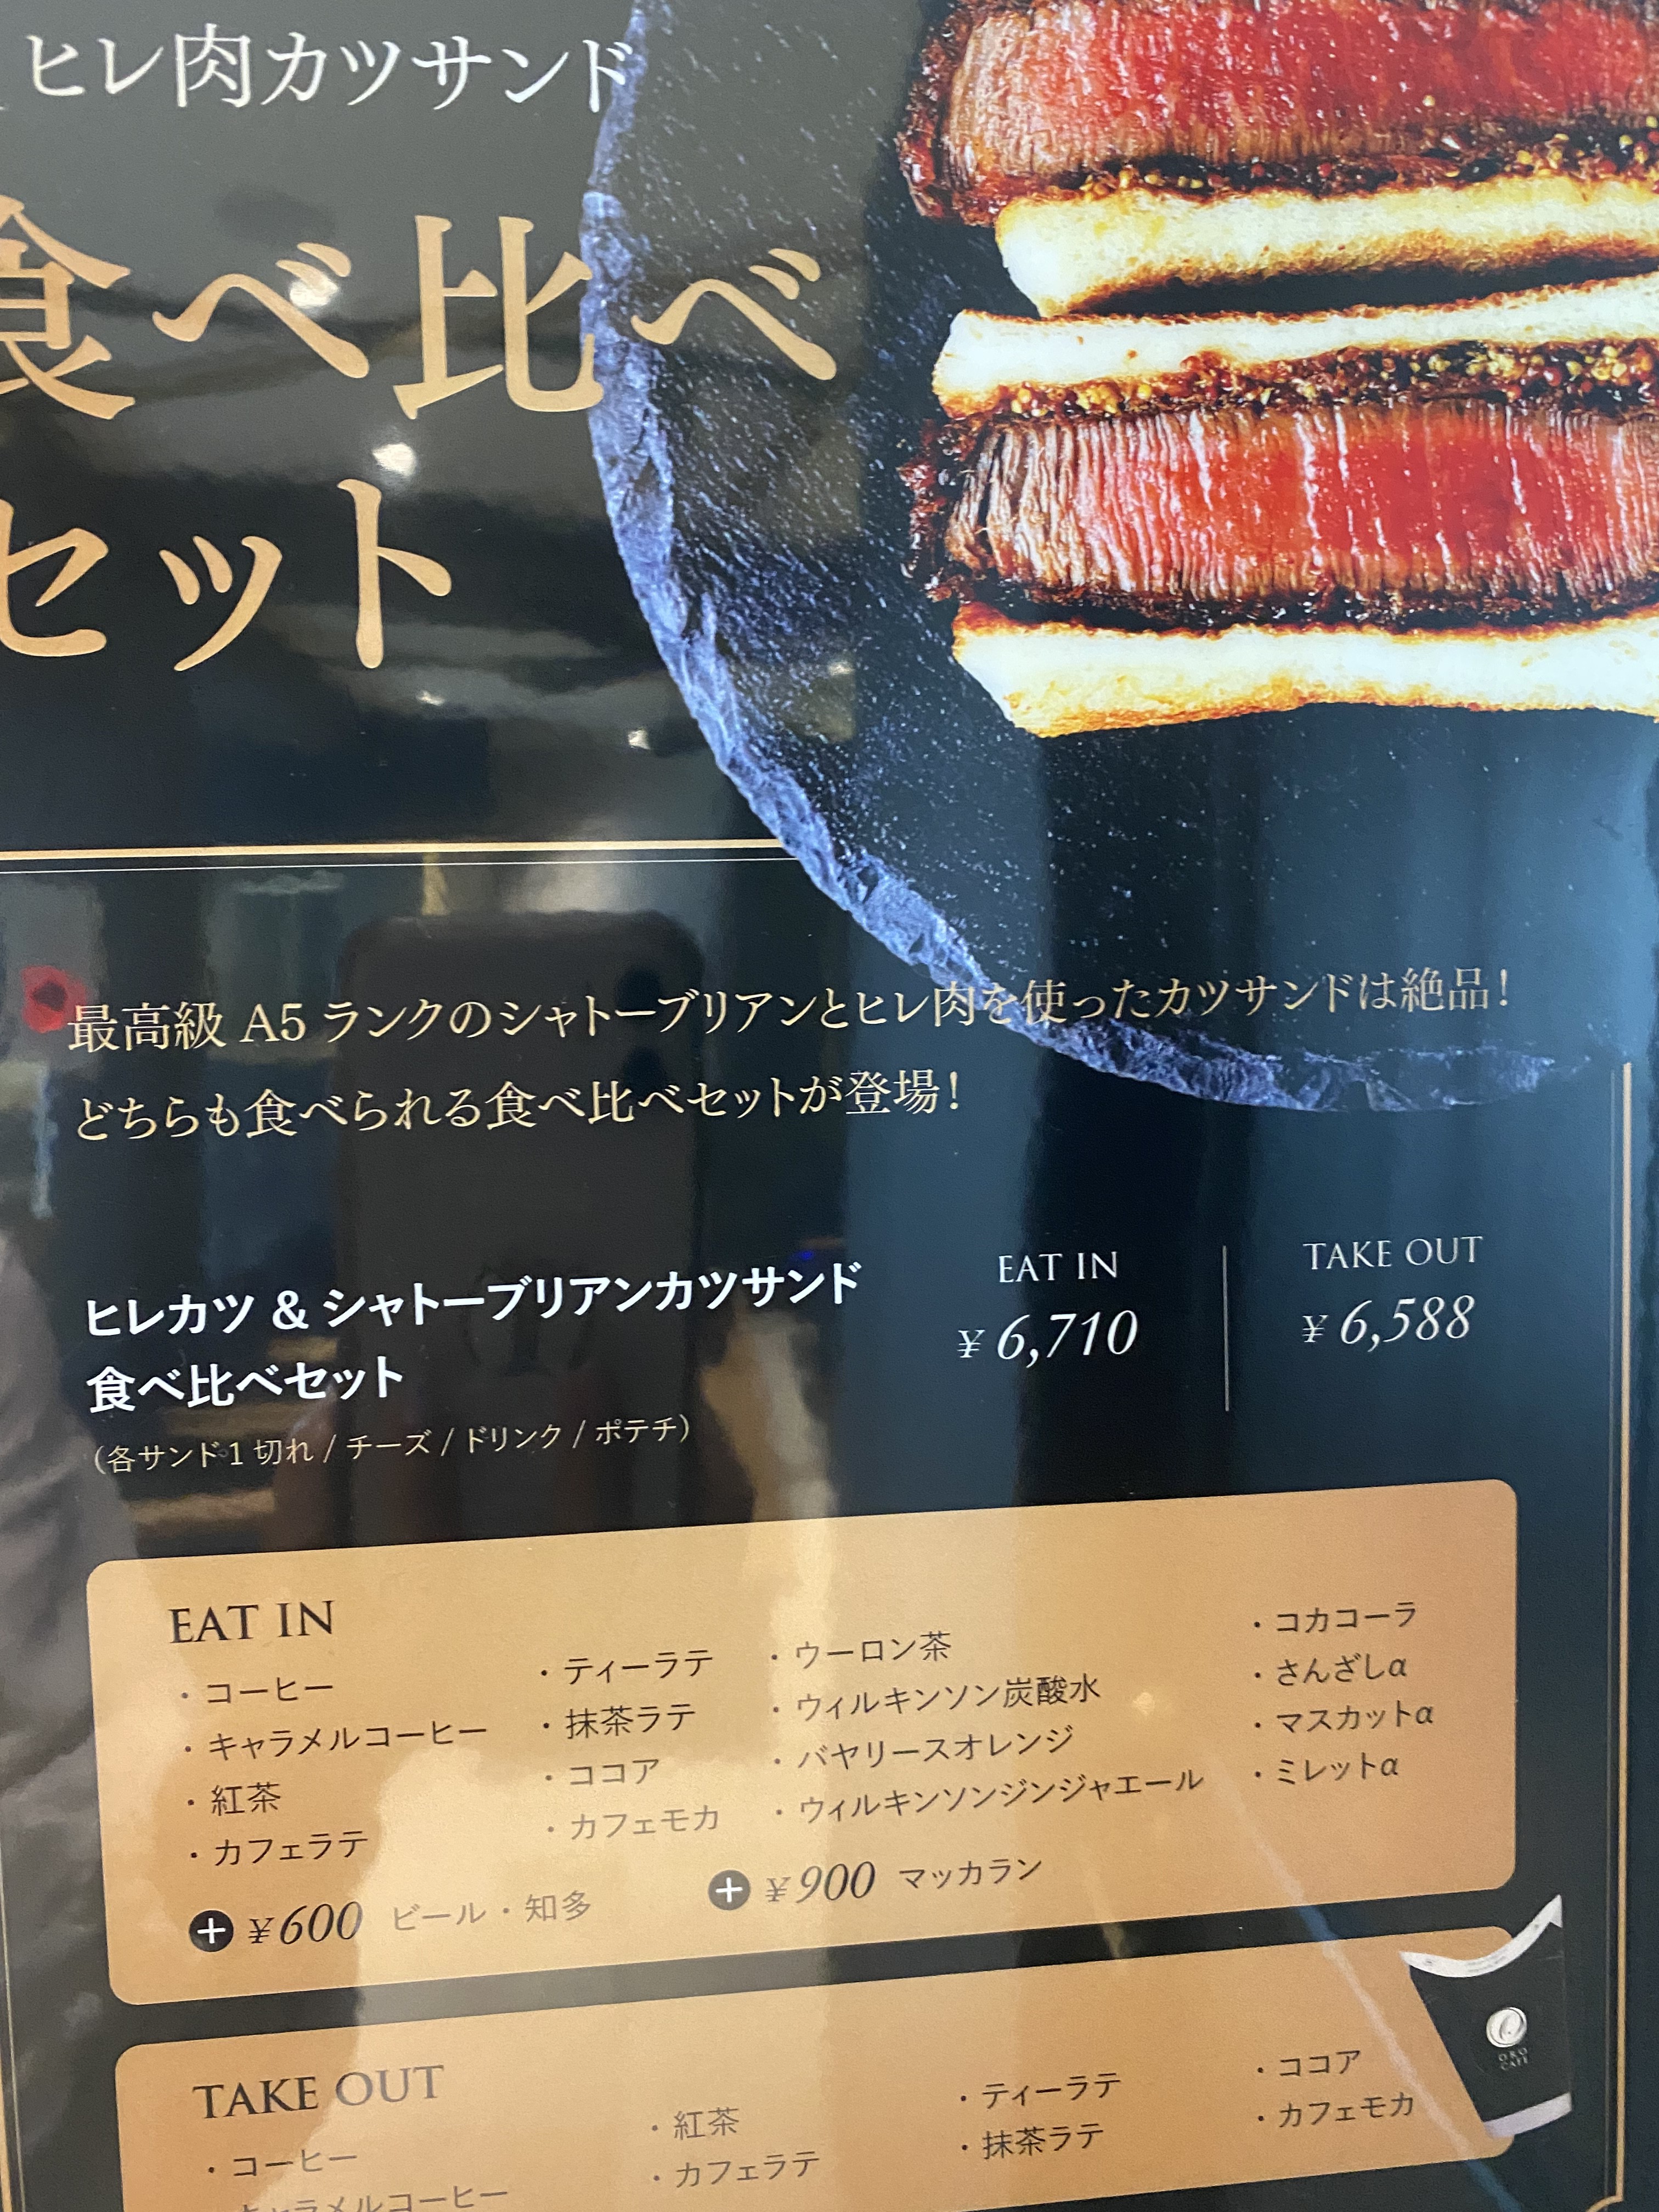 ヒレ肉カツサンド
食べ比べ
セット
最高級 A5 ランクのシャトーブリアンとヒレ肉を使ったカツサンドは絶品！
どちらも食べられる食べ比べセットが登場！
ヒレカツ & シャトーブリアンカツサンド
食べ比べセット
（各サンド1 切れ / チーズ / ドリンク / ポテチ）
EAT IN
¥ 6,710
TAKE OUT
¥ 6,588
EAT IN
・コーヒー
・キャラメルコーヒー
・紅茶
・カフェラテ
・ティーラテ
・抹茶ラテ
・ココア
・カフェモカ
・ウーロン茶
・ウィルキンソン炭酸水
・バヤリースオレンジ
・ウィルキンソンジンジャエール
・コカコーラ
・さんざしα
・マスカットα
・ミレットα
+ ¥600 ビール・知多
+ ¥900 マッカラン
TAKE OUT
・コーヒー
キャラメルコーヒー
・紅茶
・カフェラテ
・ティーラテ
・抹茶ラテ
・ココア
・カフェモカ
ORO
CAFE